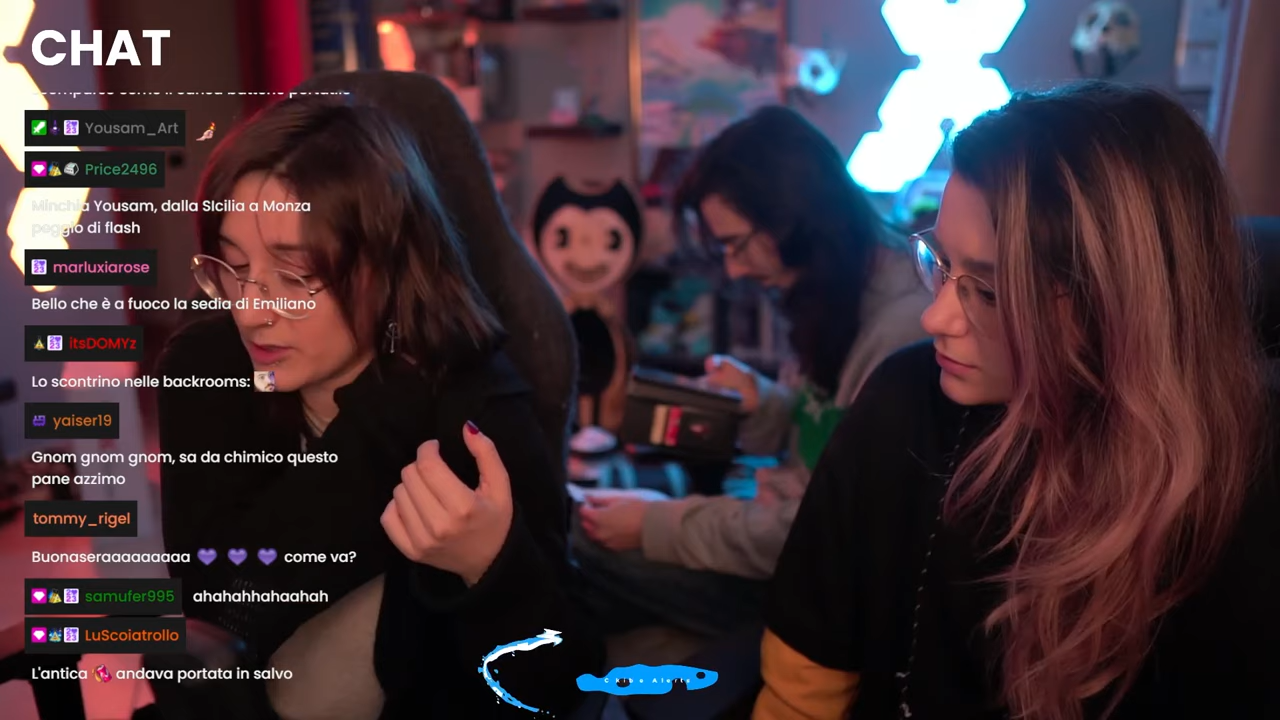 CHAT
Yousam_Art
Price2496
Minchia Yousam, dalla SIcilia a Monza
peggio di flash
marluxiarose
Bello che è a fuoco la sedia di Emiliano
itsDOMYz
Lo scontrino nelle backrooms:
yaiser19
Gnom gnom gnom, sa da chimico questo
pane azzimo
tommy_rigel
Buonaseraaaaaaaaa 💜 💜 💜 come va?
samufer995 ahahahhahaahah
LuScoiatrollo
L'antica andava portata in salvo